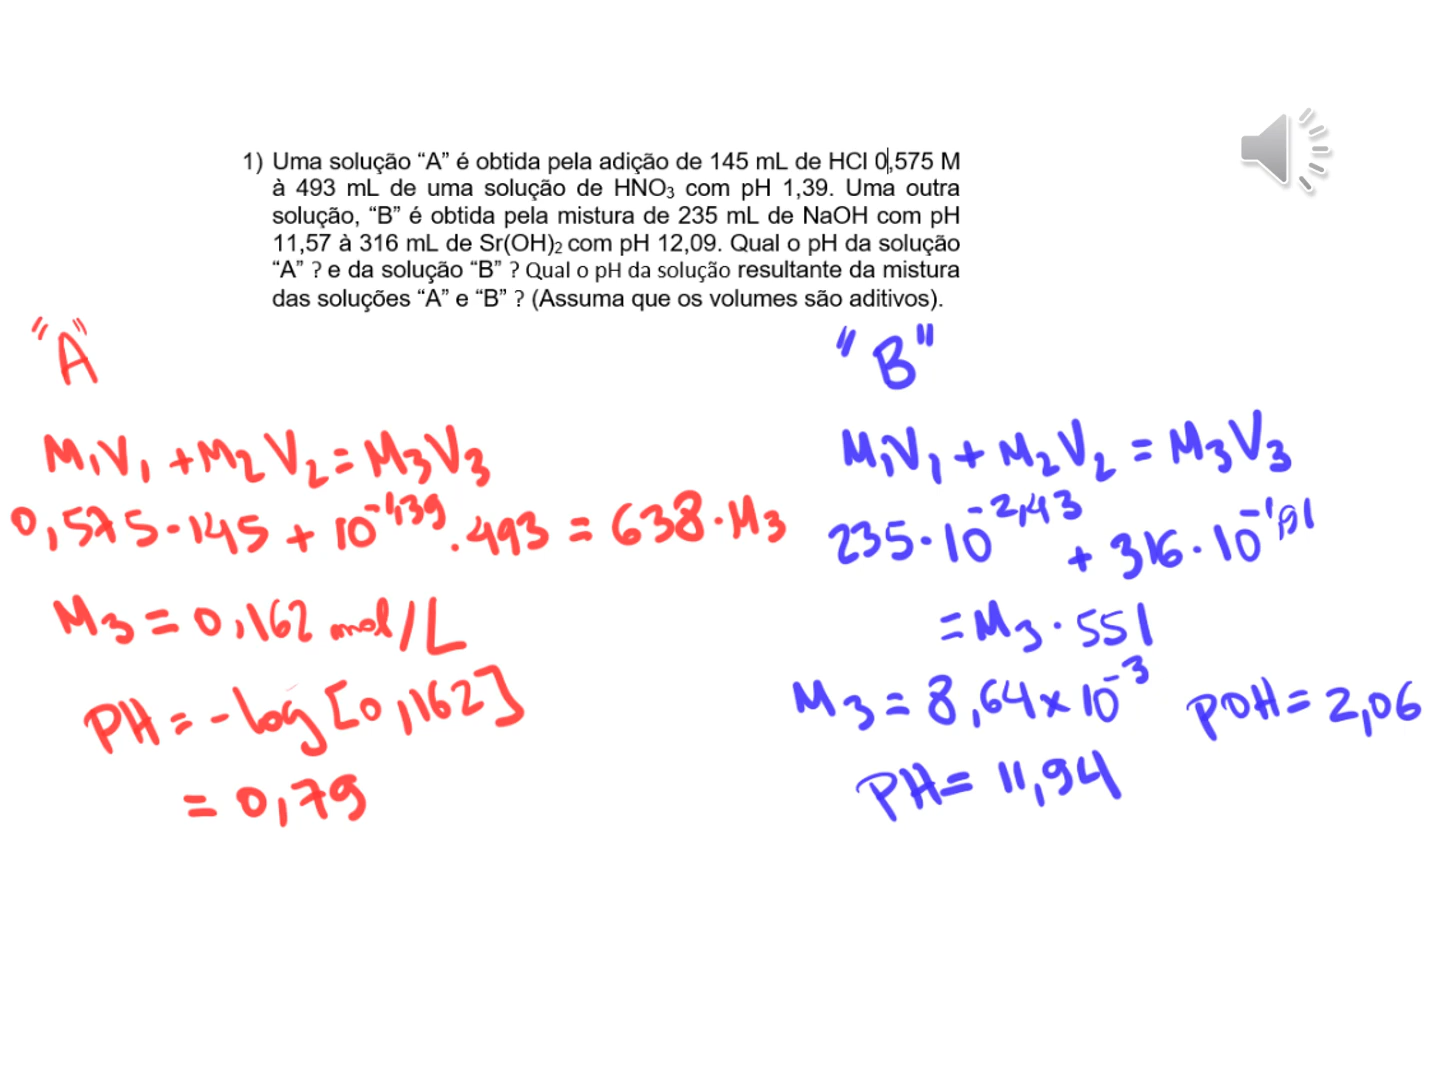 1) Uma solução “A” é obtida pela adição de 145 mL de HCl 0,575 M
à 493 mL de uma solução de HNO₃ com pH 1,39. Uma outra
solução, “B” é obtida pela mistura de 235 mL de NaOH com pH
11,57 à 316 mL de Sr(OH)₂ com pH 12,09. Qual o pH da solução
“A” ? e da solução “B” ? Qual o pH da solução resultante da mistura
das soluções “A” e “B” ? (Assuma que os volumes são aditivos).
"A"
M₁V₁ + M₂V₂ = M₃V₃
0,575 · 145 + 10^-1,39 · 493 = 638 · M₃
M₃ = 0,162 mol/L
PH = -log [0,162]
= 0,79
"B"
M₁V₁ + M₂V₂ = M₃V₃
235 · 10^-2,43 + 316 · 10^-1,91
= M₃ · 551
M₃ = 8,64 x 10^-3 POH = 2,06
PH = 11,94